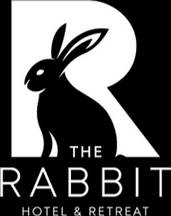 R
THE
RABBIT
HOTEL & RETREAT